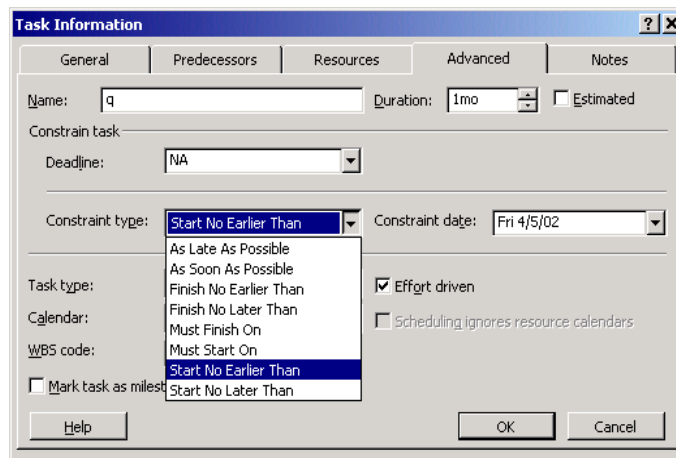 Task Information
General Predecessors Resources Advanced Notes
Name: q Duration: 1mo Estimated
Constrain task
Deadline: NA
Constraint type: Start No Earlier Than Constraint date: Fri 4/5/02
As Late As Possible
As Soon As Possible
Task type: Finish No Earlier Than Effort driven
Finish No Later Than
Calendar: Must Finish On Scheduling ignores resource calendars
WBS code: Must Start On
Start No Earlier Than
Mark task as milest Start No Later Than
Help OK Cancel